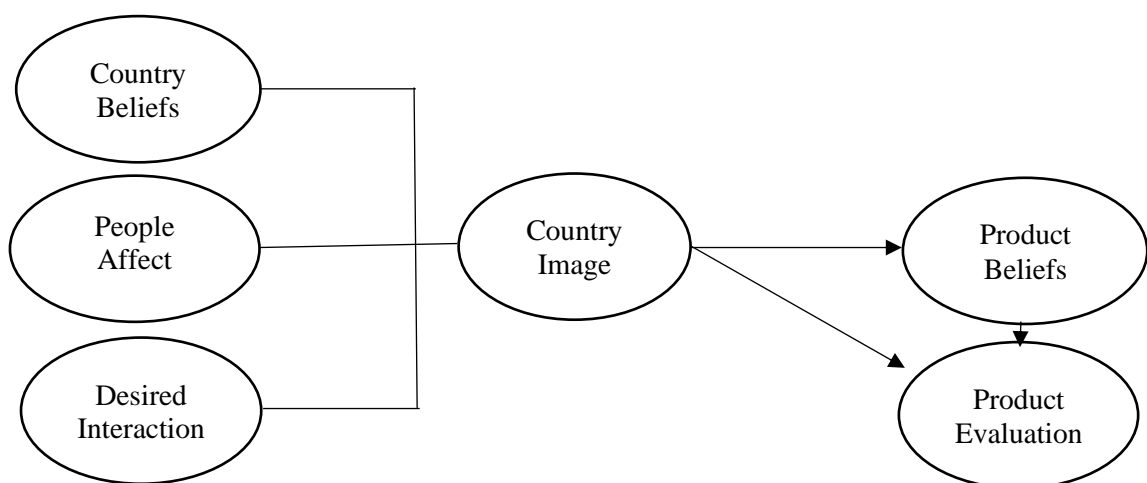 Country
Beliefs
People
Affect
Desired
Interaction
Country
Image
Product
Beliefs
Product
Evaluation